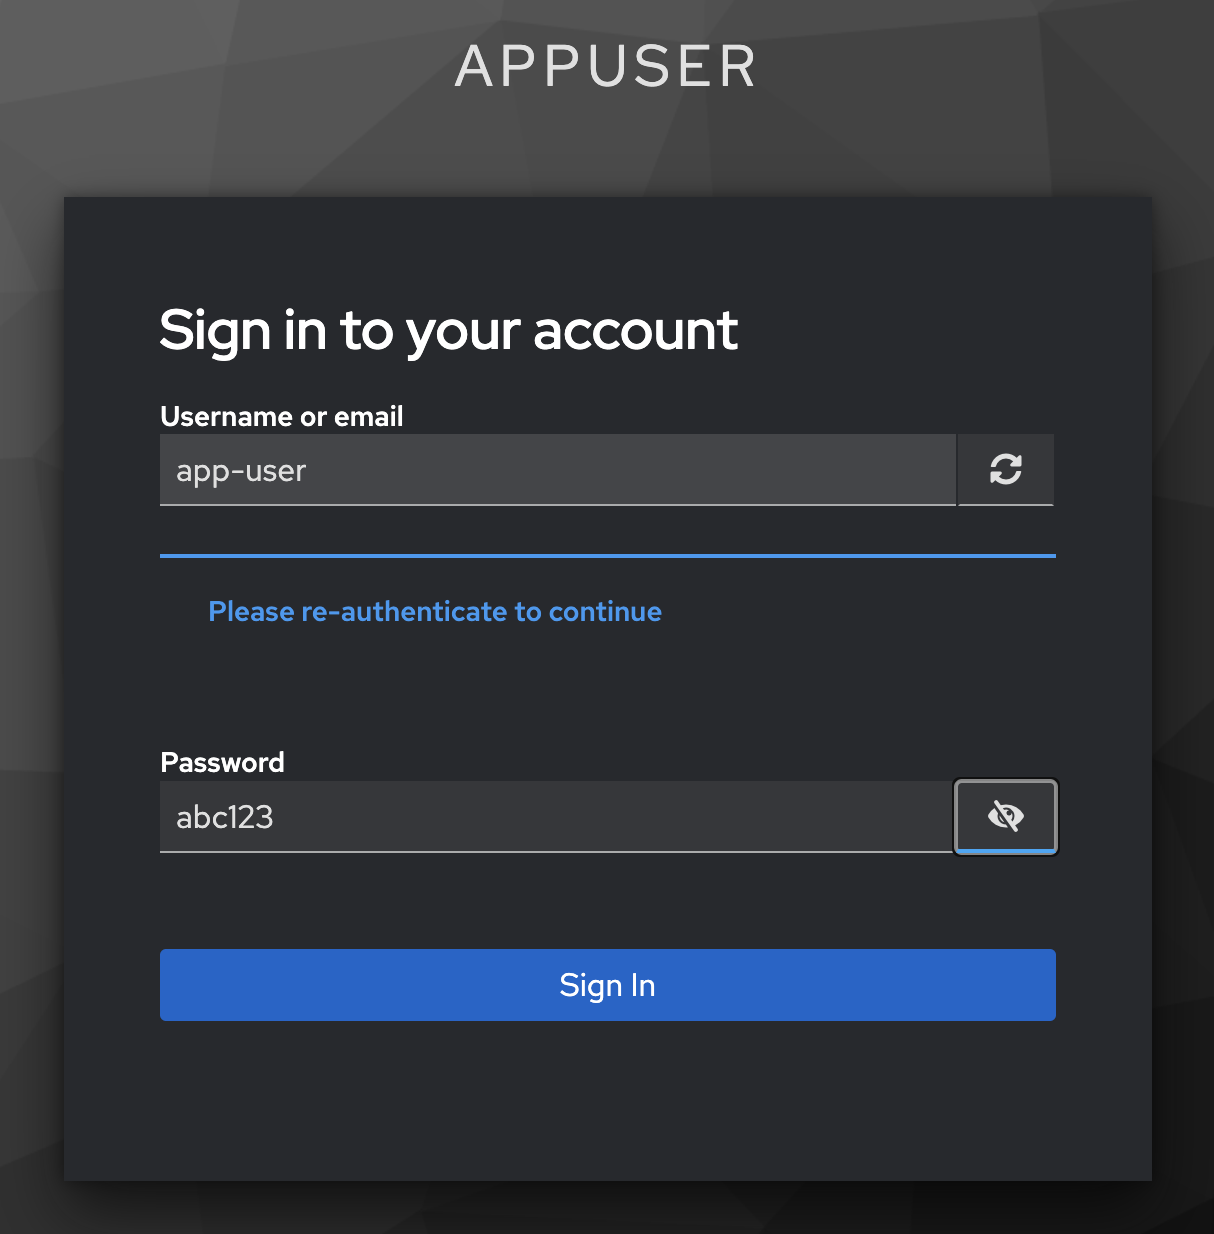 APPUSER
Sign in to your account
Username or email
app-user
Please re-authenticate to continue
Password
abc123
Sign In